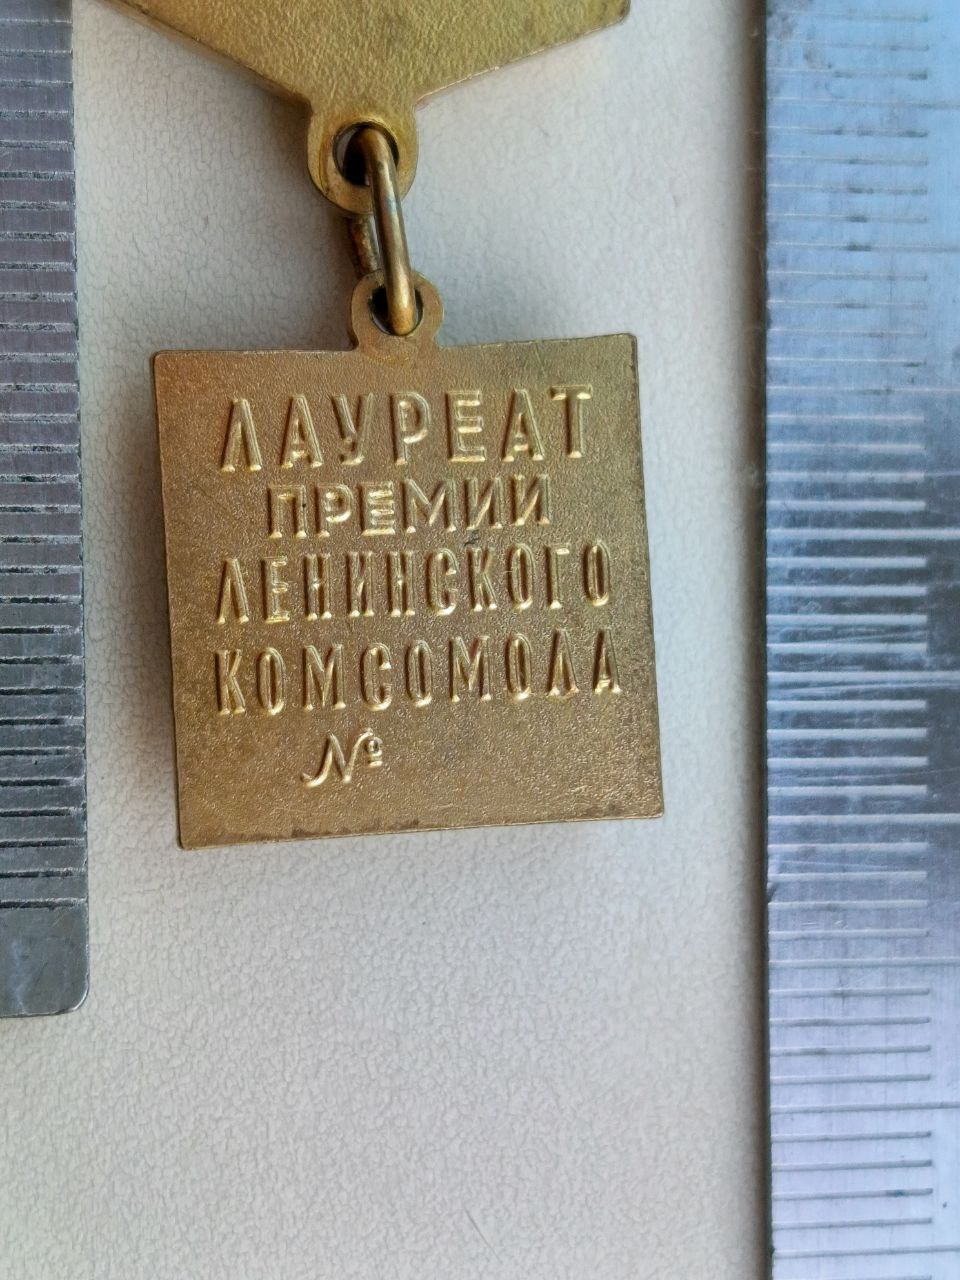 ЛАУРЕАТ
ПРЕМИИ
ЛЕНИНСКОГО
КОМСОМОЛА
№